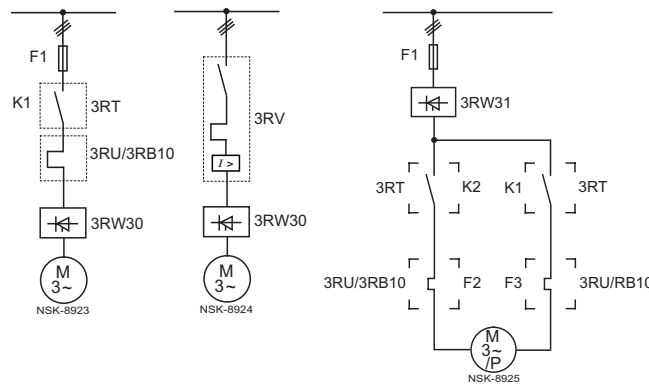 F1
K1
3RT
3RU/3RB10
3RW30
M
3~
NSK-8923
3RV
I >
3RW30
M
3~
NSK-8924
F1
3RW31
3RT
K2
K1
3RT
3RU/3RB10
F2
F3
3RU/RB10
M
3~
/P
NSK-8925